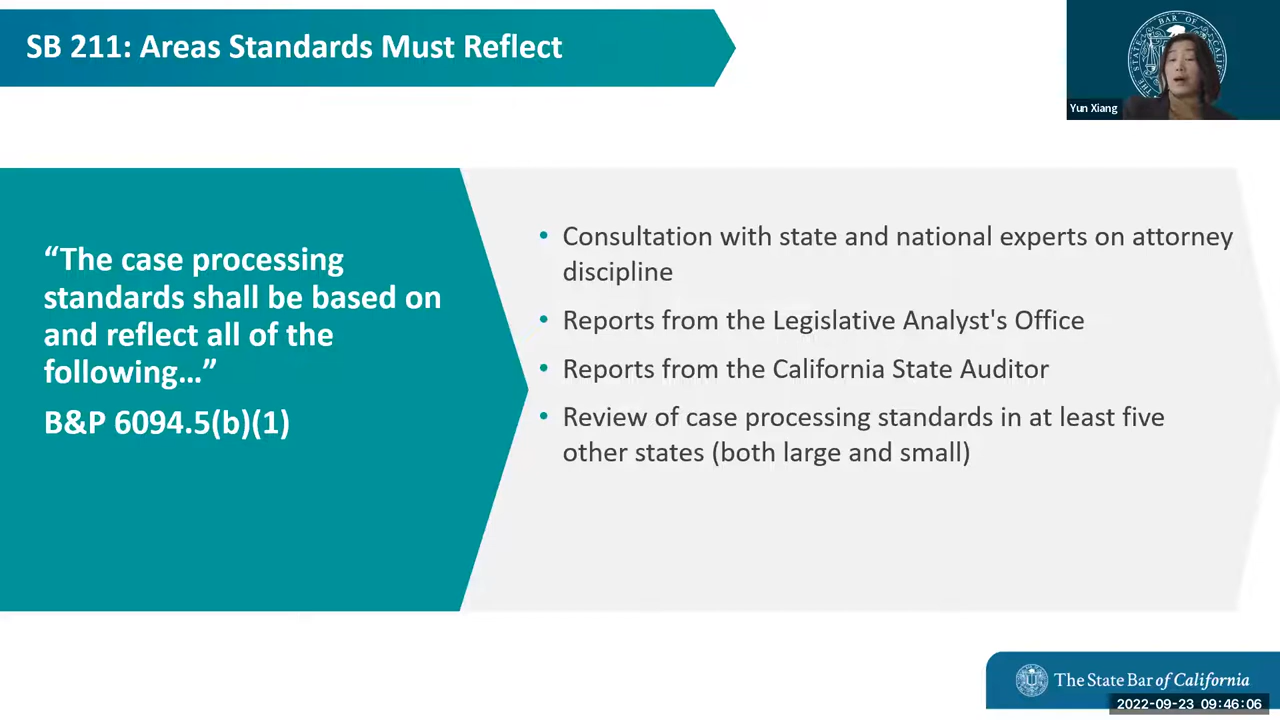 SB 211: Areas Standards Must Reflect
Yun Xiang
“The case processing
standards shall be based on
and reflect all of the
following…”
B&P 6094.5(b)(1)
• Consultation with state and national experts on attorney
discipline
• Reports from the Legislative Analyst's Office
• Reports from the California State Auditor
• Review of case processing standards in at least five
other states (both large and small)
The State Bar of California
2022-09-23 09:46:06